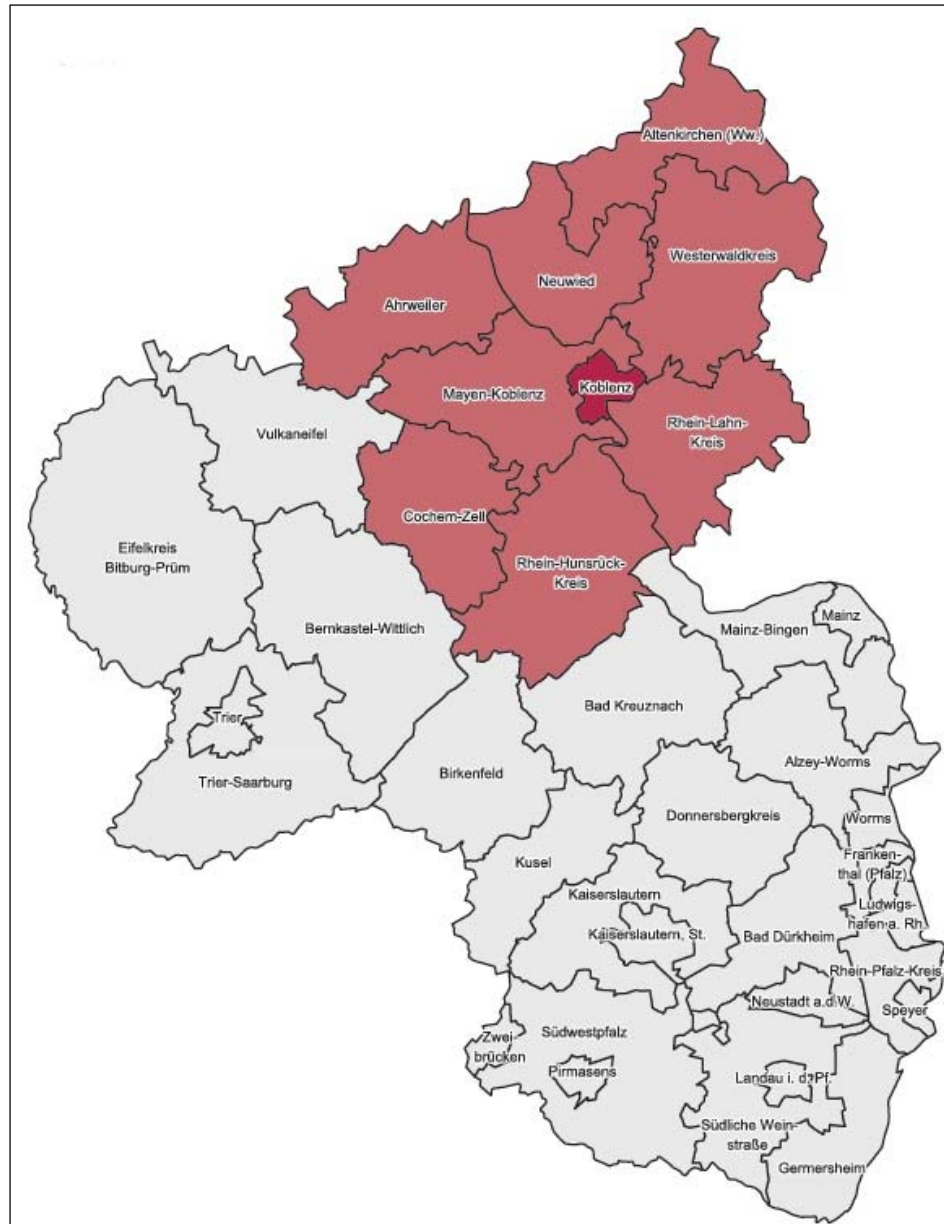 Altenkirchen (Ww.)
Westerwaldkreis
Neuwied
Ahrweiler
Koblenz
Mayen-Koblenz
Rhein-Lahn-
Kreis
Vulkaneifel
Cochem-Zell
Eifelkreis
Bitburg-Prüm
Rhein-Hunsrück-
Kreis
Mainz
Mainz-Bingen
Bernkastel-Wittlich
Bad Kreuznach
Trier
Alzey-Worms
Birkenfeld
Trier-Saarburg
Donnersbergkreis
Worms
Kusel
Franken-
thal (Pfalz)
Kaiserslautern
Ludwigs-
hafen a. Rh.
Kaiserslautern, St.
Bad Dürkheim
Rhein-Pfalz-Kreis
Neustadt a.d.W.
Speyer
Zwei
brücken
Südwestpfalz
Pirmasens
Landau i. d. Pf.
Südliche Wein-
straße
Germersheim